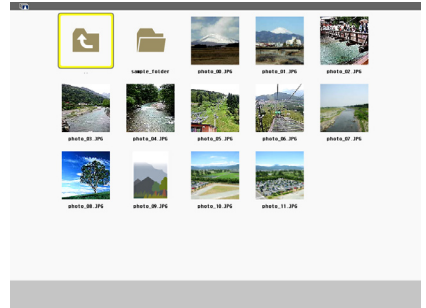 ..
sample_folder
photo_00.JPG
photo_01.JPG
photo_02.JPG
photo_03.JPG
photo_04.JPG
photo_05.JPG
photo_06.JPG
photo_07.JPG
photo_08.JPG
photo_09.JPG
photo_10.JPG
photo_11.JPG